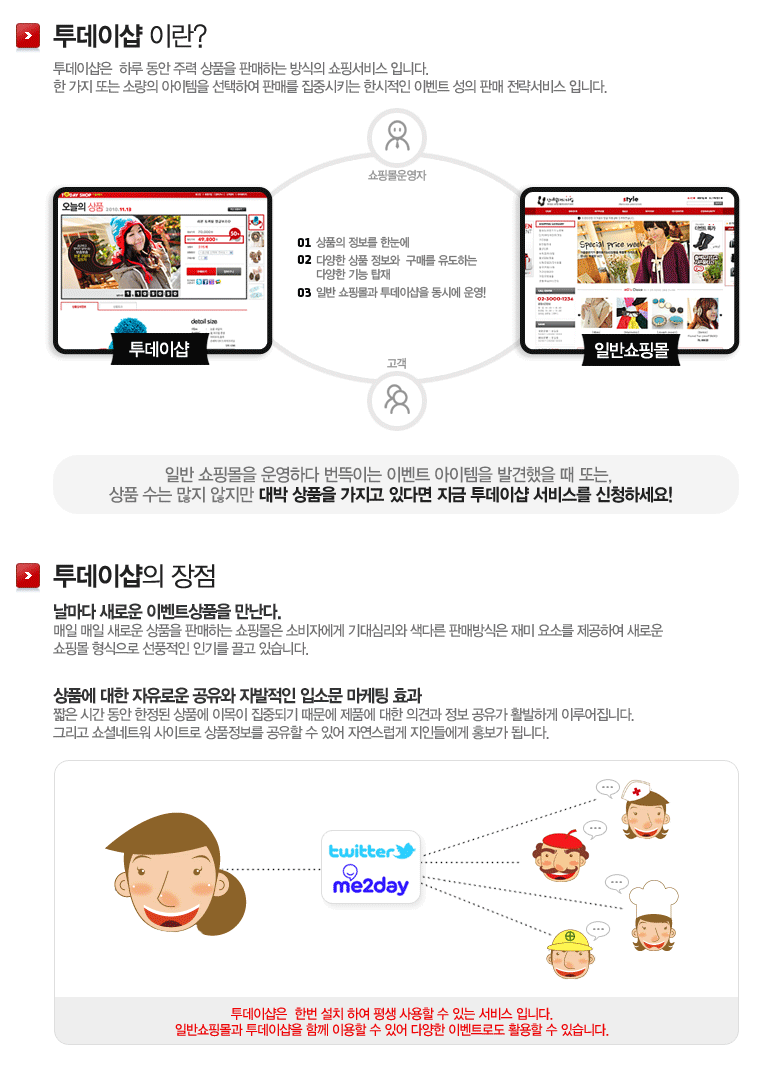 투데이샵 이란?
투데이샵은 하루 동안 주력 상품을 판매하는 방식의 쇼핑서비스 입니다.
한 가지 또는 소량의 아이템을 선택하여 판매를 집중시키는 한시적인 이벤트 성의 판매 전략서비스 입니다.
쇼핑몰운영자
TODAY SHOP
오늘의 상품 2010.11.13
50%
49,800
detail size
투데이샵
01 상품의 정보를 한눈에
02 다양한 상품 정보와 구매를 유도하는
다양한 기능 탑재
03 일반 쇼핑몰과 투데이샵을 동시에 운영!
style
Special price week
02-3000-1234
일반쇼핑몰
고객
일반 쇼핑몰을 운영하다 번뜩이는 이벤트 아이템을 발견했을 때 또는,
상품 수는 많지 않지만 대박 상품을 가지고 있다면 지금 투데이샵 서비스를 신청하세요!
투데이샵의 장점
날마다 새로운 이벤트상품을 만난다.
매일 매일 새로운 상품을 판매하는 쇼핑몰은 소비자에게 기대심리와 색다른 판매방식은 재미 요소를 제공하여 새로운
쇼핑몰 형식으로 선풍적인 인기를 끌고 있습니다.
상품에 대한 자유로운 공유와 자발적인 입소문 마케팅 효과
짧은 시간 동안 한정된 상품에 이목이 집중되기 때문에 제품에 대한 의견과 정보 공유가 활발하게 이루어집니다.
그리고 쇼셜네트워 사이트로 상품정보를 공유할 수 있어 자연스럽게 지인들에게 홍보가 됩니다.
twitter
me2day
투데이샵은 한번 설치 하여 평생 사용할 수 있는 서비스 입니다.
일반쇼핑몰과 투데이샵을 함께 이용할 수 있어 다양한 이벤트로도 활용할 수 있습니다.